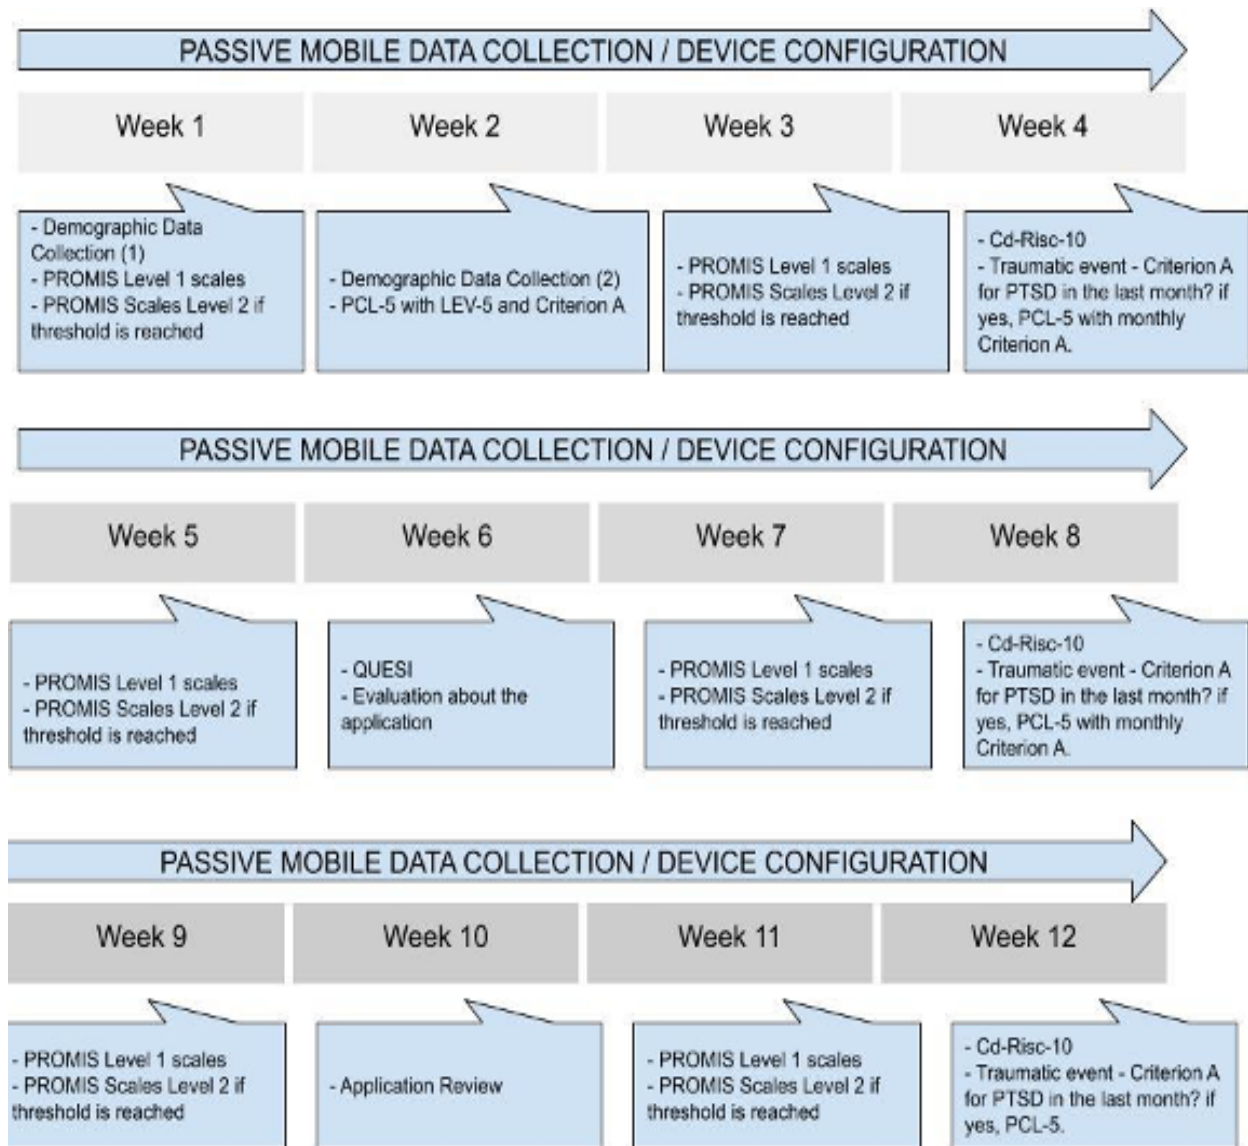 PASSIVE MOBILE DATA COLLECTION / DEVICE CONFIGURATION
Week 1
Week 2
Week 3
Week 4
- Demographic Data
Collection (1)
- PROMIS Level 1 scales
- PROMIS Scales Level 2 if
threshold is reached
- Demographic Data Collection (2)
- PCL-5 with LEV-5 and Criterion A
- PROMIS Level 1 scales
- PROMIS Scales Level 2 if
threshold is reached
- Cd-Risc-10
- Traumatic event - Criterion A
for PTSD in the last month? if
yes, PCL-5 with monthly
Criterion A.
PASSIVE MOBILE DATA COLLECTION / DEVICE CONFIGURATION
Week 5
Week 6
Week 7
Week 8
- PROMIS Level 1 scales
- PROMIS Scales Level 2 if
threshold is reached
- QUESI
- Evaluation about the
application
- PROMIS Level 1 scales
- PROMIS Scales Level 2 if
threshold is reached
- Cd-Risc-10
- Traumatic event - Criterion A
for PTSD in the last month? if
yes, PCL-5 with monthly
Criterion A.
PASSIVE MOBILE DATA COLLECTION / DEVICE CONFIGURATION
Week 9
Week 10
Week 11
Week 12
- PROMIS Level 1 scales
- PROMIS Scales Level 2 if
threshold is reached
- Application Review
- PROMIS Level 1 scales
- PROMIS Scales Level 2 if
threshold is reached
- Cd-Risc-10
- Traumatic event - Criterion A
for PTSD in the last month? if
yes, PCL-5.